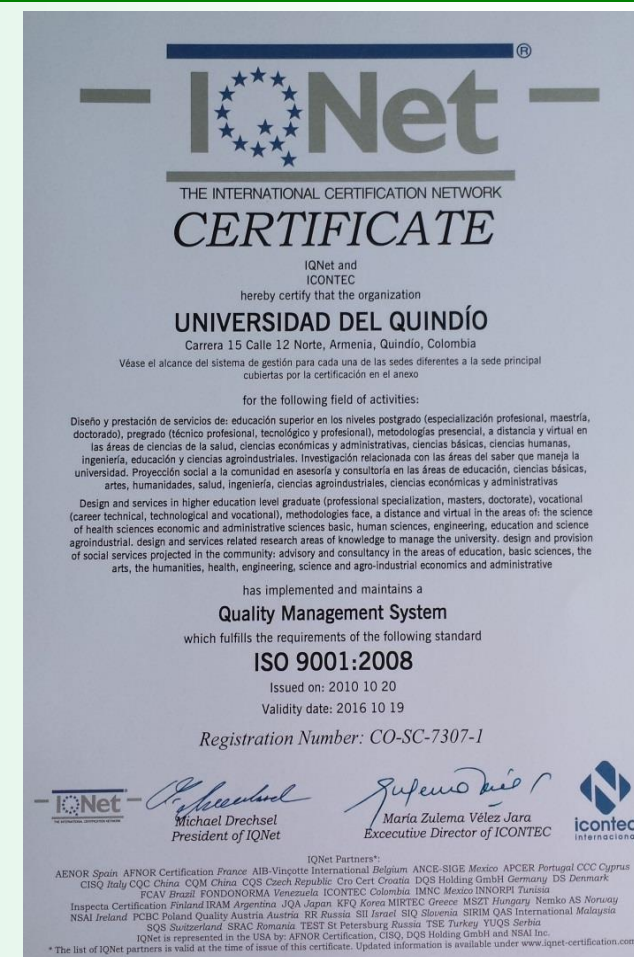 IQNet ®
THE INTERNATIONAL CERTIFICATION NETWORK
CERTIFICATE
IQNet and
ICONTEC
hereby certify that the organization
UNIVERSIDAD DEL QUINDÍO
Carrera 15 Calle 12 Norte, Armenia, Quindío, Colombia
Véase el alcance del sistema de gestión para cada una de las sedes diferentes a la sede principal
cubiertas por la certificación en el anexo
for the following field of activities:
Diseño y prestación de servicios de: educación superior en los niveles postgrado (especialización profesional, maestría,
doctorado), pregrado (técnico profesional, tecnológico y profesional), metodologías presencial, a distancia y virtual en
las áreas de ciencias de la salud, ciencias económicas y administrativas, ciencias básicas, ciencias humanas,
ingeniería, educación y ciencias agroindustriales. Investigación relacionada con las áreas del saber que maneja la
universidad. Proyección social a la comunidad en asesoría y consultoría en las áreas de educación, ciencias básicas,
artes, humanidades, salud, ingeniería, ciencias agroindustriales, ciencias económicas y administrativas
Design and services in higher education level graduate (professional specialization, masters, doctorate), vocational
(career technical, technological and vocational), methodologies face, a distance and virtual in the areas of: the science
of health sciences economic and administrative sciences basic, human sciences, engineering, education and science
agroindustrial. design and services related research areas of knowledge to manage the university. design and provision
of social services projected in the community: advisory and consultancy in the areas of education, basic sciences, the
arts, the humanities, health, engineering, science and agro-industrial economics and administrative
has implemented and maintains a
Quality Management System
which fulfills the requirements of the following standard
ISO 9001:2008
Issued on: 2010 10 20
Validity date: 2016 10 19
Registration Number: CO-SC-7307-1
IQNet
THE INTERNATIONAL CERTIFICATION NETWORK
Michael Drechsel
President of IQNet
María Zulema Vélez Jara
Excecutive Director of ICONTEC
icontec
internacional
IQNet Partners*:
AENOR Spain AFNOR Certification France AIB-Vinçotte International Belgium ANCE-SIGE Mexico APCER Portugal CCC Cyprus
CISQ Italy CQC China CQM China CQS Czech Republic Cro Cert Croatia DQS Holding GmbH Germany DS Denmark
FCAV Brazil FONDONORMA Venezuela ICONTEC Colombia IMNC Mexico INNORPI Tunisia
Inspecta Certification Finland IRAM Argentina JQA Japan KFQ Korea MIRTEC Greece MSZT Hungary Nemko AS Norway
NSAI Ireland PCBC Poland Quality Austria Austria RR Russia SII Israel SIQ Slovenia SIRIM QAS International Malaysia
SQS Switzerland SRAC Romania TEST St Petersburg Russia TSE Turkey YUQS Serbia
IQNet is represented in the USA by: AFNOR Certification, CISQ, DQS Holding GmbH and NSAI Inc.
* The list of IQNet partners is valid at the time of issue of this certificate. Updated information is available under www.iqnet-certification.com